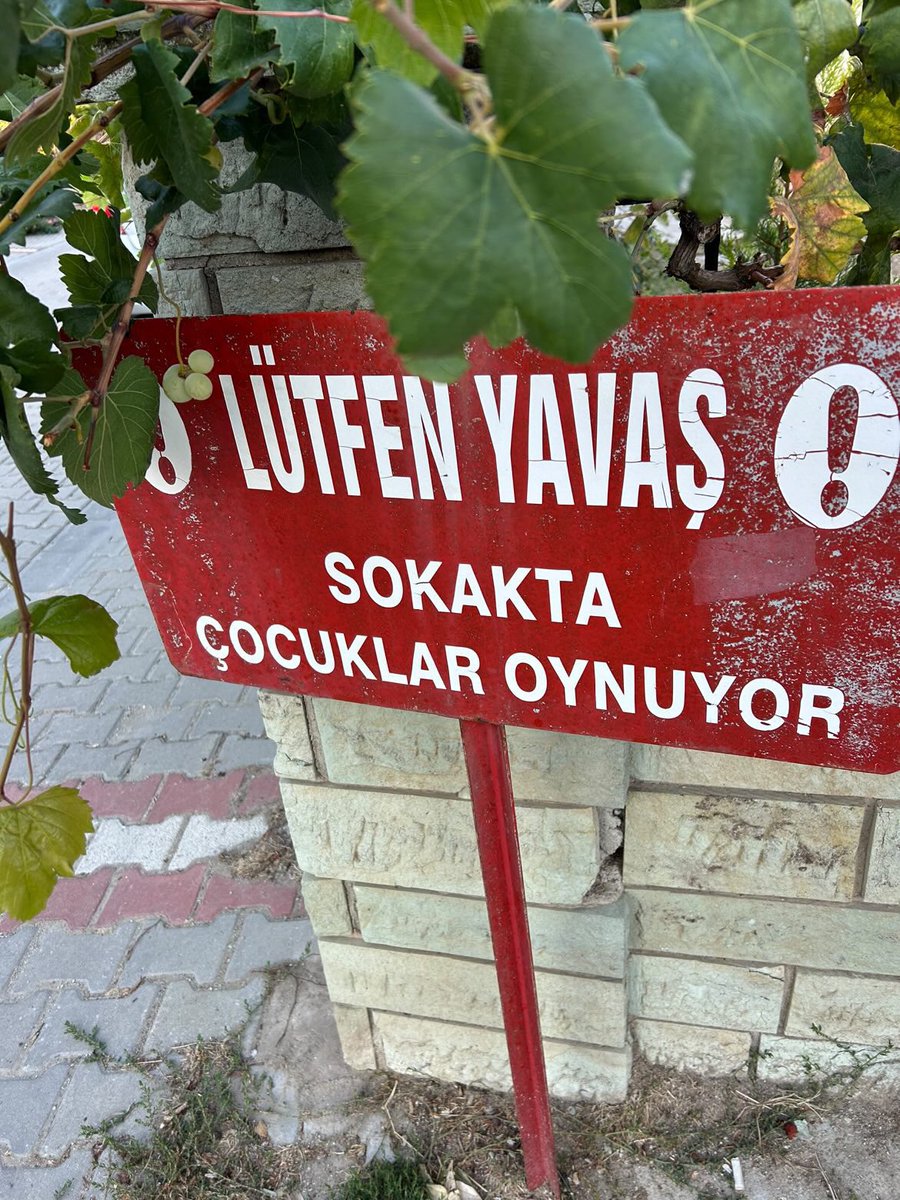 ! LÜTFEN YAVAŞ !
SOKAKTA
ÇOCUKLAR OYNUYOR